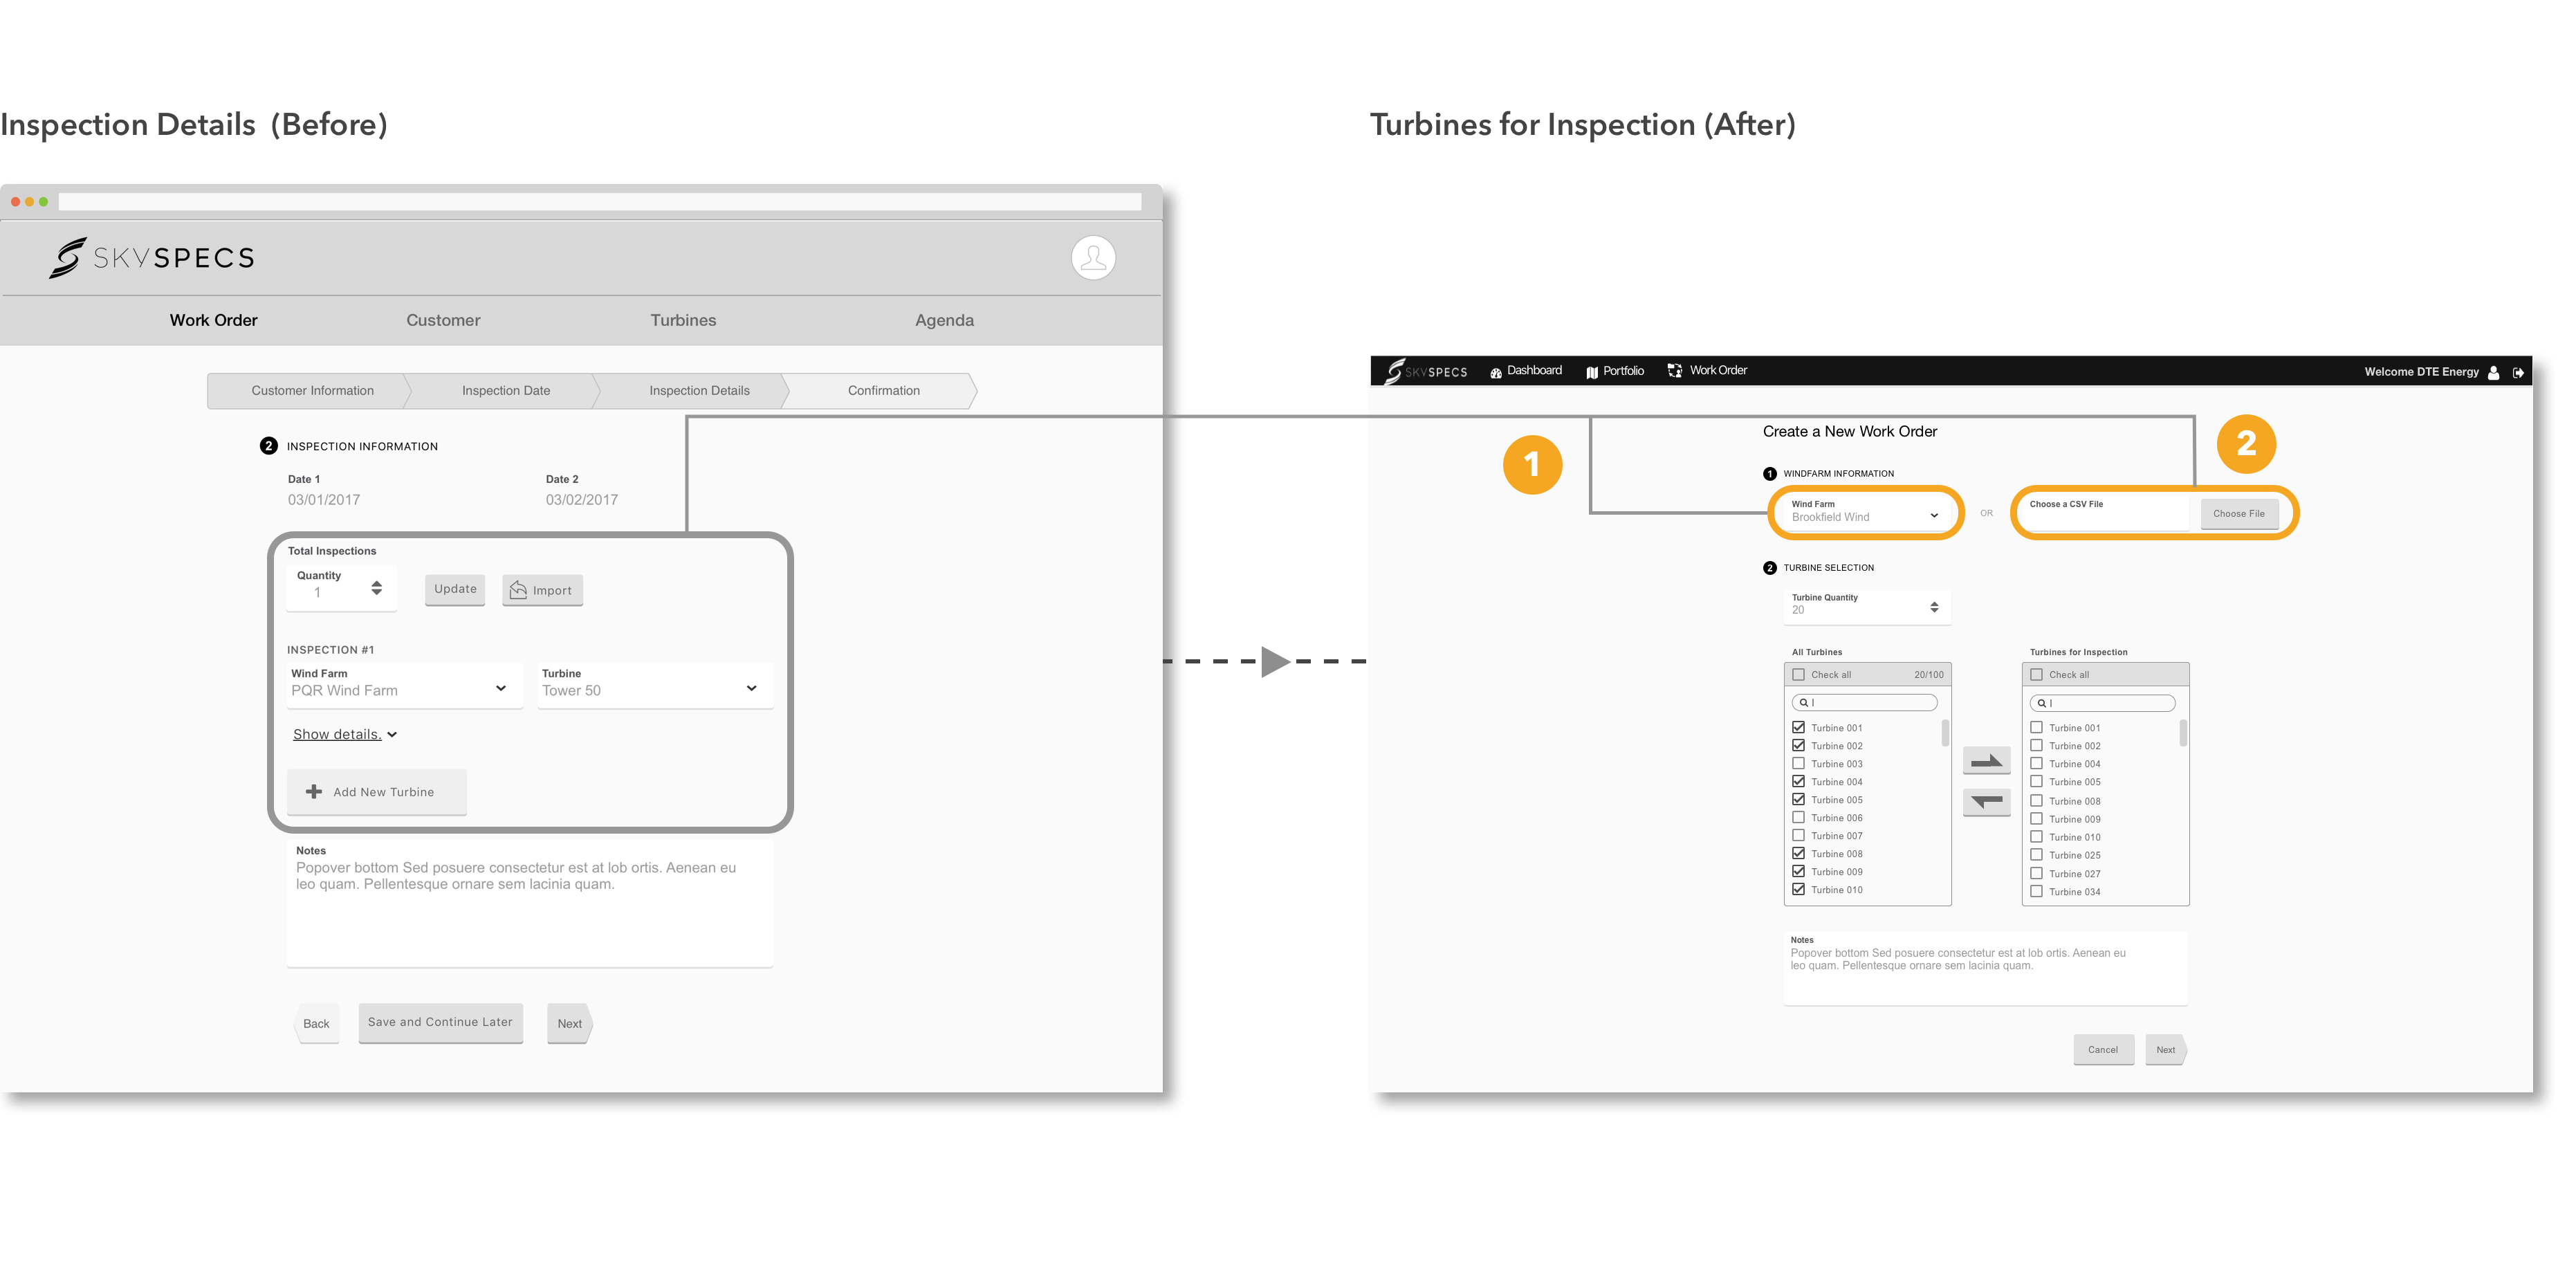 Inspection Details (Before)
SKYSPECS
Work Order
Customer
Turbines
Agenda
Customer Information
Inspection Date
Inspection Details
Confirmation
2 INSPECTION INFORMATION
Date 1
03/01/2017
Date 2
03/02/2017
Total Inspections
Quantity
1
Update
Import
INSPECTION #1
Wind Farm
PQR Wind Farm
Turbine
Tower 50
Show details.
Add New Turbine
Notes
Popover bottom Sed posuere consectetur est at lob ortis. Aenean eu
leo quam. Pellentesque ornare sem lacinia quam.
Back
Save and Continue Later
Next
Turbines for Inspection (After)
SKYSPECS
Dashboard
Portfolio
Work Order
Welcome DTE Energy
1
2
Create a New Work Order
1 WINDFARM INFORMATION
Wind Farm
Brookfield Wind
OR
Choose a CSV File
Choose File
2 TURBINE SELECTION
Turbine Quantity
20
All Turbines
Check all 20/100
Turbine 001
Turbine 002
Turbine 003
Turbine 004
Turbine 005
Turbine 006
Turbine 007
Turbine 008
Turbine 009
Turbine 010
Turbines for Inspection
Check all
Turbine 001
Turbine 002
Turbine 004
Turbine 005
Turbine 008
Turbine 009
Turbine 010
Turbine 025
Turbine 027
Turbine 034
Notes
Popover bottom Sed posuere consectetur est at lob ortis. Aenean eu
leo quam. Pellentesque ornare sem lacinia quam.
Cancel
Next